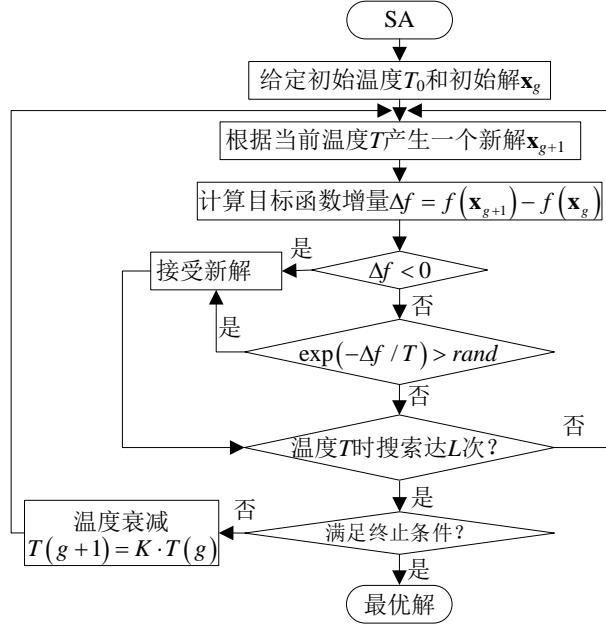 SA
给定初始温度T₀和初始解x_g
根据当前温度T产生一个新解x_{g+1}
计算目标函数增量Δf = f(x_{g+1}) − f(x_g)
是
接受新解
Δf < 0
否
是
exp(−Δf / T) > rand
否
温度T时搜索达L次?
否
是
温度衰减
T(g+1) = K·T(g)
否
满足终止条件?
是
最优解